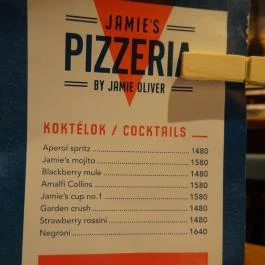 JAMIE'S
PIZZERIA
BY JAMIE OLIVER
KOKTÉLOK / COCKTAILS
Aperol spritz 1480
Jamie's mojito 1580
Blackberry mule 1480
Amalfi Collins 1580
Jamie's cup no.1 1580
Garden crush 1480
Strawberry rossini 1480
Negroni 1640